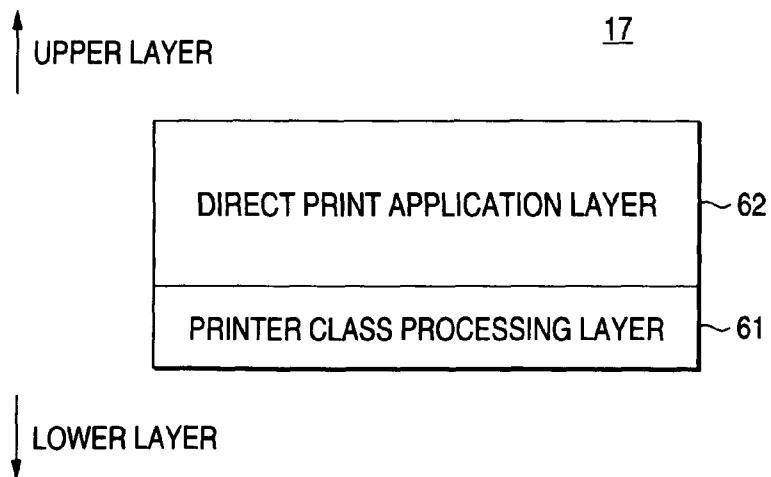 17
UPPER LAYER
DIRECT PRINT APPLICATION LAYER
62
PRINTER CLASS PROCESSING LAYER
61
LOWER LAYER